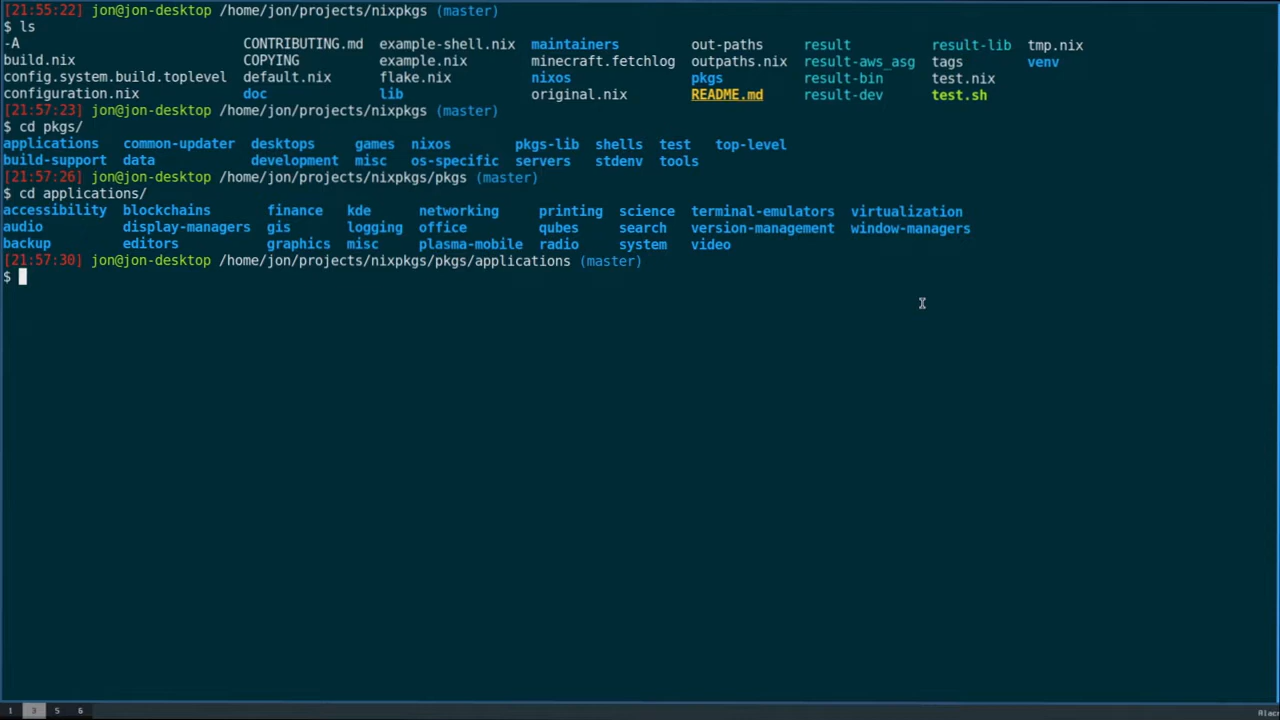 [21:55:22] jon@jon-desktop /home/jon/projects/nixpkgs (master)
$ ls
-A CONTRIBUTING.md example-shell.nix maintainers out-paths result result-lib tmp.nix
build.nix COPYING example.nix minecraft.fetchlog outpaths.nix result-aws_asg tags venv
config.system.build.toplevel default.nix flake.nix nixos pkgs result-bin test.nix
configuration.nix doc lib original.nix README.md result-dev test.sh
[21:57:23] jon@jon-desktop /home/jon/projects/nixpkgs (master)
$ cd pkgs/
applications common-updater desktops games nixos pkgs-lib shells test top-level
build-support data development misc os-specific servers stdenv tools
[21:57:26] jon@jon-desktop /home/jon/projects/nixpkgs/pkgs (master)
$ cd applications/
accessibility blockchains finance kde networking printing science terminal-emulators virtualization
audio display-managers gis logging office qubes search version-management window-managers
backup editors graphics misc plasma-mobile radio system video
[21:57:30] jon@jon-desktop /home/jon/projects/nixpkgs/pkgs/applications (master)
$
1 3 5 6